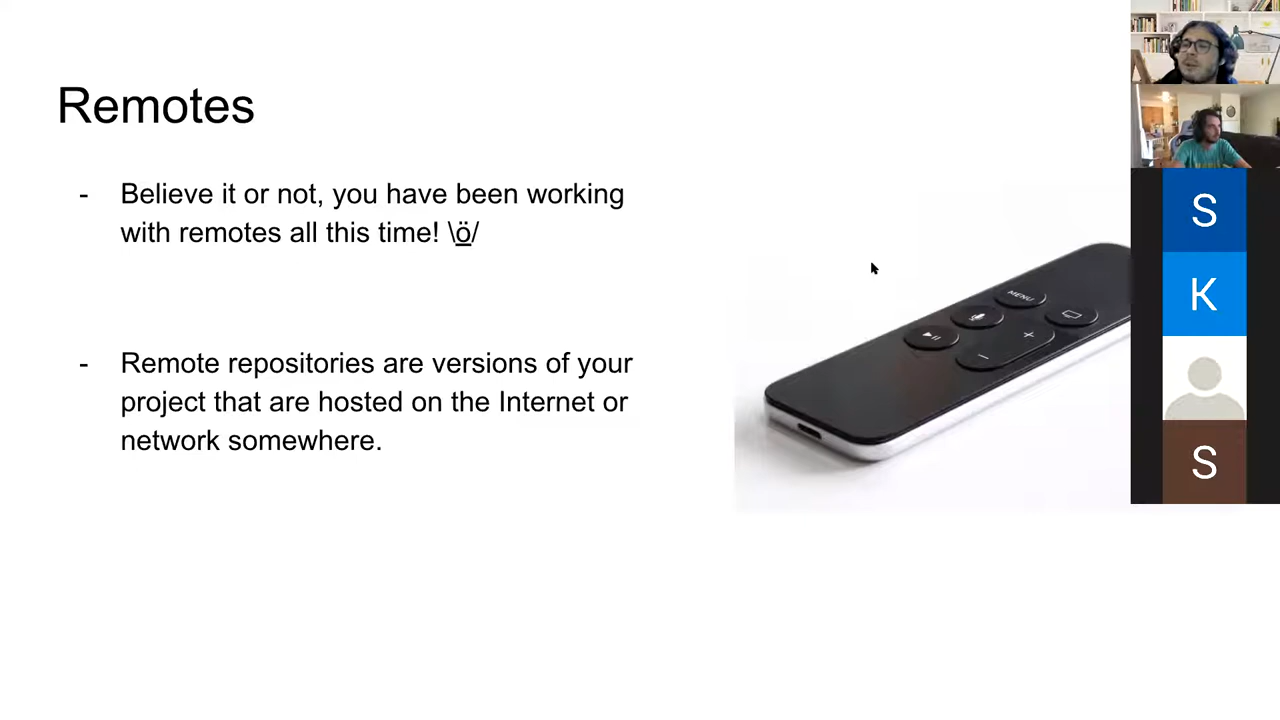 Remotes
- Believe it or not, you have been working
with remotes all this time! \ö/
- Remote repositories are versions of your
project that are hosted on the Internet or
network somewhere.
MENU
S
K
S